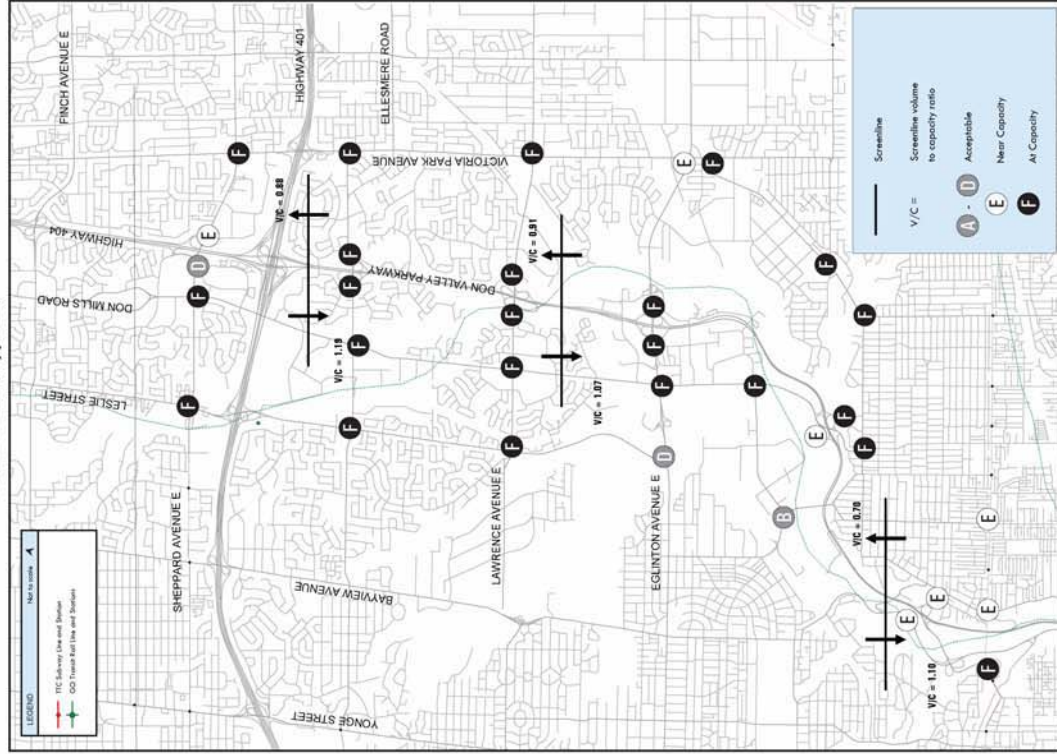 LEGEND
Not to scale
TTC Subway Line and Station
GO Transit Rail Line and Stations
FINCH AVENUE E
HIGHWAY 404
DON MILLS ROAD
LESLIE STREET
SHEPPARD AVENUE E
F
F
D
E
F
HIGHWAY 401
V/C = 0.88
V/C = 1.19
ELLESMERE ROAD
F
F
F
F
F
VICTORIA PARK AVENUE
DON VALLEY PARKWAY
BAYVIEW AVENUE
YONGE STREET
LAWRENCE AVENUE E
F
F
F
F
F
V/C = 0.91
V/C = 1.07
EGLINTON AVENUE E
D
F
F
F
E
F
F
B
E
F
F
F
F
V/C = 0.70
V/C = 1.10
E
E
F
E
E
Screenline
V/C =
Screenline volume
to capacity ratio
A - D
Acceptable
E
Near Capacity
F
At Capacity